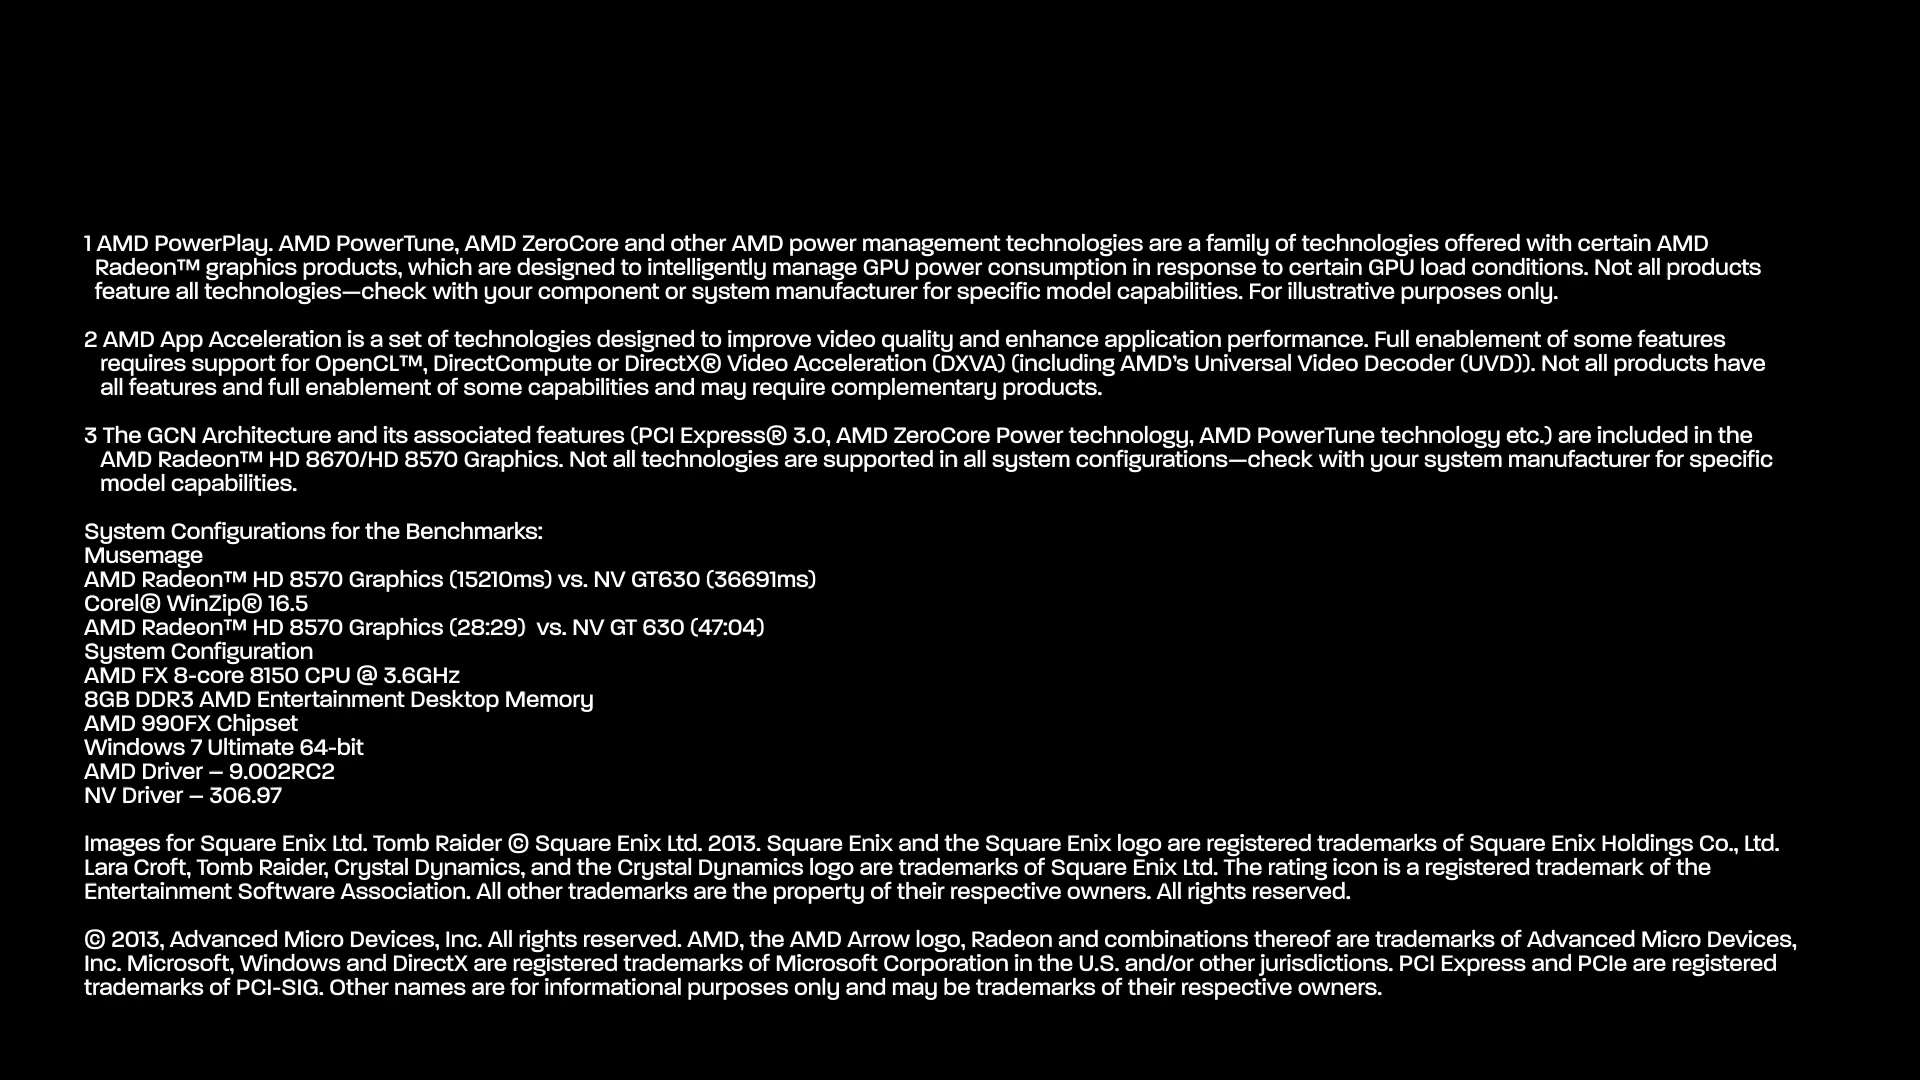 1 AMD PowerPlay. AMD PowerTune, AMD ZeroCore and other AMD power management technologies are a family of technologies offered with certain AMD
Radeon™ graphics products, which are designed to intelligently manage GPU power consumption in response to certain GPU load conditions. Not all products
feature all technologies—check with your component or system manufacturer for specific model capabilities. For illustrative purposes only.
2 AMD App Acceleration is a set of technologies designed to improve video quality and enhance application performance. Full enablement of some features
requires support for OpenCL™, DirectCompute or DirectX® Video Acceleration (DXVA) (including AMD’s Universal Video Decoder (UVD)). Not all products have
all features and full enablement of some capabilities and may require complementary products.
3 The GCN Architecture and its associated features (PCI Express® 3.0, AMD ZeroCore Power technology, AMD PowerTune technology etc.) are included in the
AMD Radeon™ HD 8670/HD 8570 Graphics. Not all technologies are supported in all system configurations—check with your system manufacturer for specific
model capabilities.
System Configurations for the Benchmarks:
Musemage
AMD Radeon™ HD 8570 Graphics (15210ms) vs. NV GT630 (36691ms)
Corel® WinZip® 16.5
AMD Radeon™ HD 8570 Graphics (28:29)  vs. NV GT 630 (47:04)
System Configuration
AMD FX 8-core 8150 CPU @ 3.6GHz
8GB DDR3 AMD Entertainment Desktop Memory
AMD 990FX Chipset
Windows 7 Ultimate 64-bit
AMD Driver – 9.002RC2
NV Driver – 306.97
Images for Square Enix Ltd. Tomb Raider © Square Enix Ltd. 2013. Square Enix and the Square Enix logo are registered trademarks of Square Enix Holdings Co., Ltd.
Lara Croft, Tomb Raider, Crystal Dynamics, and the Crystal Dynamics logo are trademarks of Square Enix Ltd. The rating icon is a registered trademark of the
Entertainment Software Association. All other trademarks are the property of their respective owners. All rights reserved.
© 2013, Advanced Micro Devices, Inc. All rights reserved. AMD, the AMD Arrow logo, Radeon and combinations thereof are trademarks of Advanced Micro Devices,
Inc. Microsoft, Windows and DirectX are registered trademarks of Microsoft Corporation in the U.S. and/or other jurisdictions. PCI Express and PCIe are registered
trademarks of PCI-SIG. Other names are for informational purposes only and may be trademarks of their respective owners.